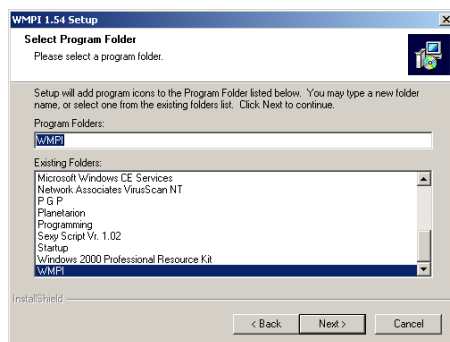 WMPI 1.54 Setup
Select Program Folder
Please select a program folder.
Setup will add program icons to the Program Folder listed below. You may type a new folder
name, or select one from the existing folders list. Click Next to continue.
Program Folders:
WMPI
Existing Folders:
Microsoft Windows CE Services
Network Associates VirusScan NT
P G P
Planetarion
Programming
Sexy Script Vr. 1.02
Startup
Windows 2000 Professional Resource Kit
WMPI
InstallShield
< Back Next > Cancel